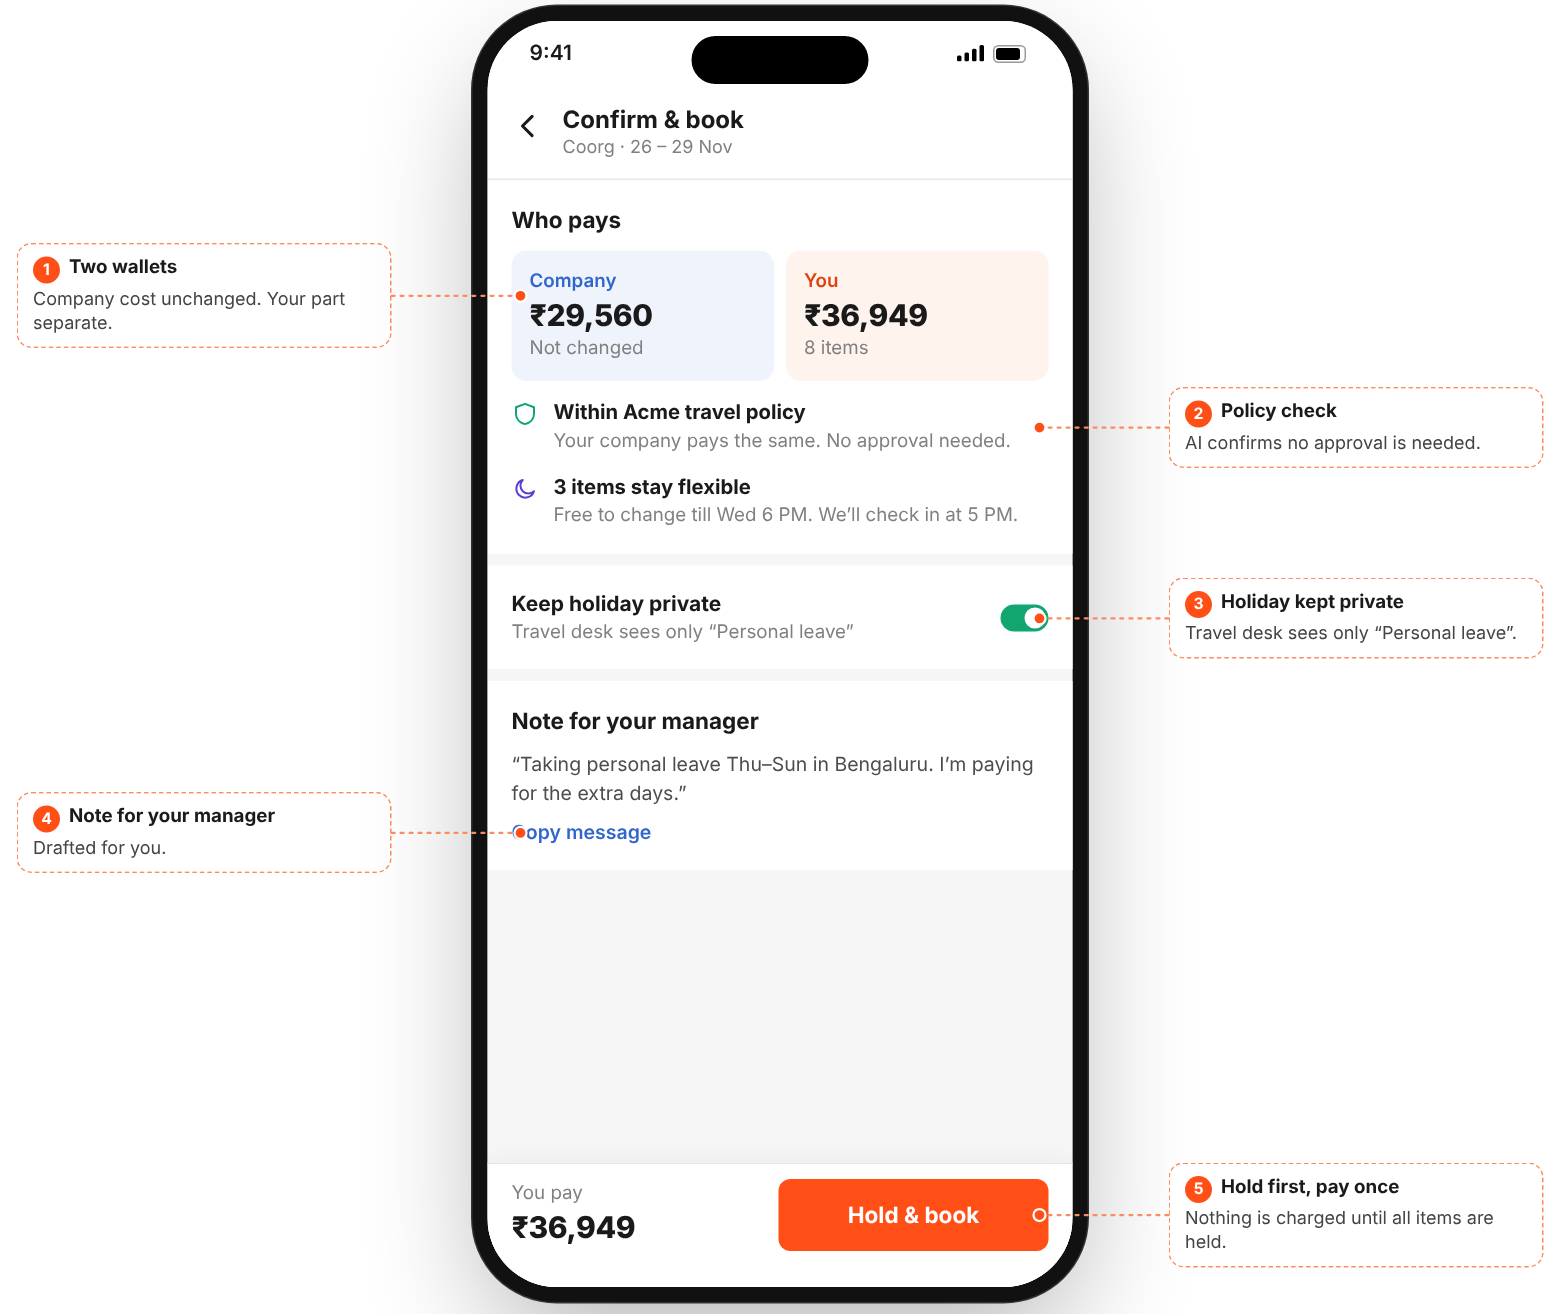 9:41
Confirm & book
Coorg · 26 – 29 Nov
Who pays
Company
₹29,560
Not changed
You
₹36,949
8 items
1 Two wallets
Company cost unchanged. Your part
separate.
Within Acme travel policy
Your company pays the same. No approval needed.
2 Policy check
AI confirms no approval is needed.
3 items stay flexible
Free to change till Wed 6 PM. We’ll check in at 5 PM.
Keep holiday private
Travel desk sees only “Personal leave”
3 Holiday kept private
Travel desk sees only “Personal leave”.
Note for your manager
“Taking personal leave Thu–Sun in Bengaluru. I’m paying
for the extra days.”
Copy message
4 Note for your manager
Drafted for you.
You pay
₹36,949
Hold & book
5 Hold first, pay once
Nothing is charged until all items are
held.